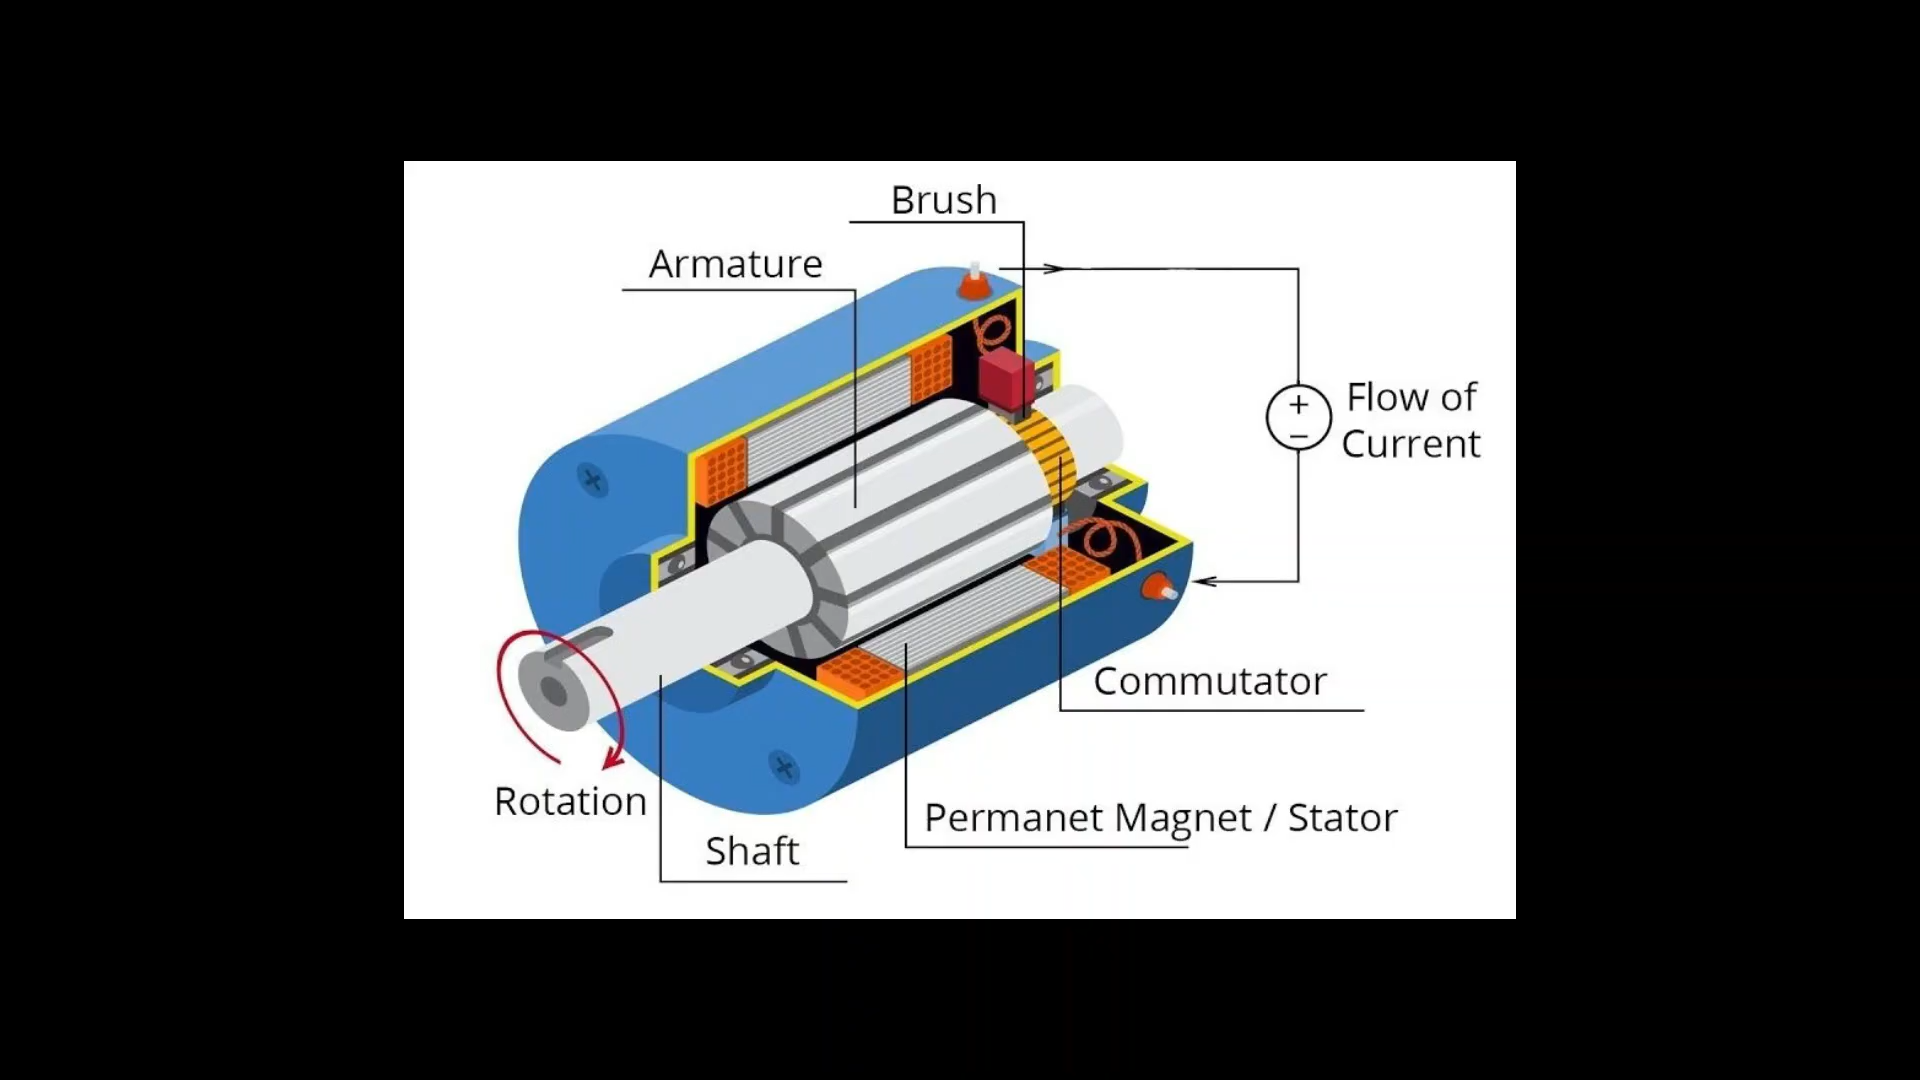 Brush
Armature
+
−
Flow of
Current
Commutator
Rotation
Permanet Magnet / Stator
Shaft